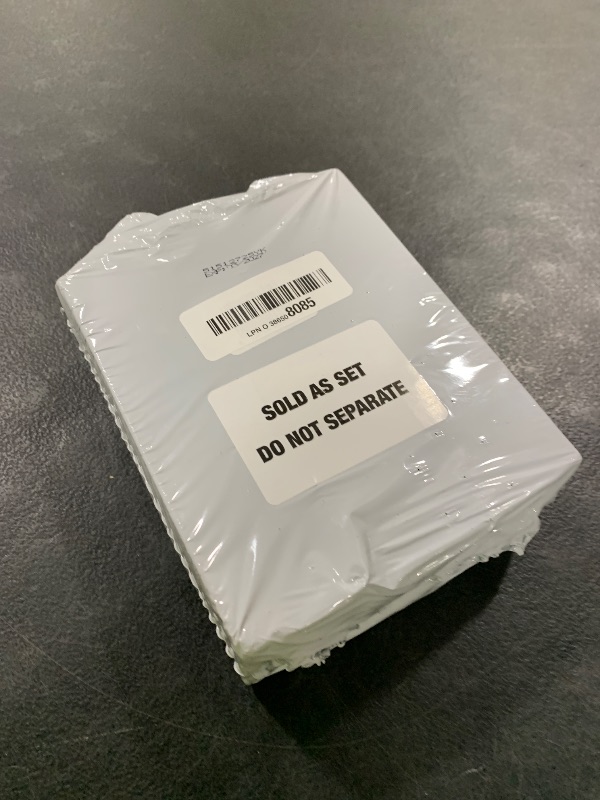 LPN O 38650 8085
SOLD AS SET
DO NOT SEPARATE